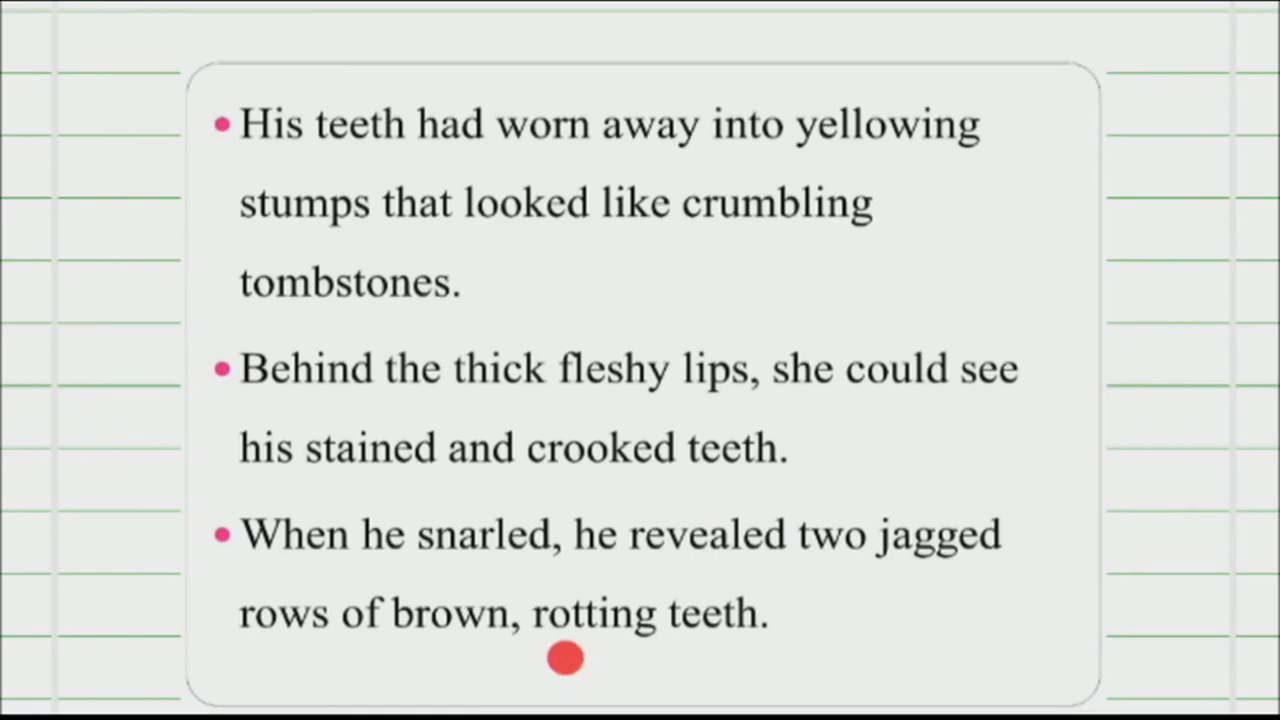 • His teeth had worn away into yellowing
stumps that looked like crumbling
tombstones.
• Behind the thick fleshy lips, she could see
his stained and crooked teeth.
• When he snarled, he revealed two jagged
rows of brown, rotting teeth.